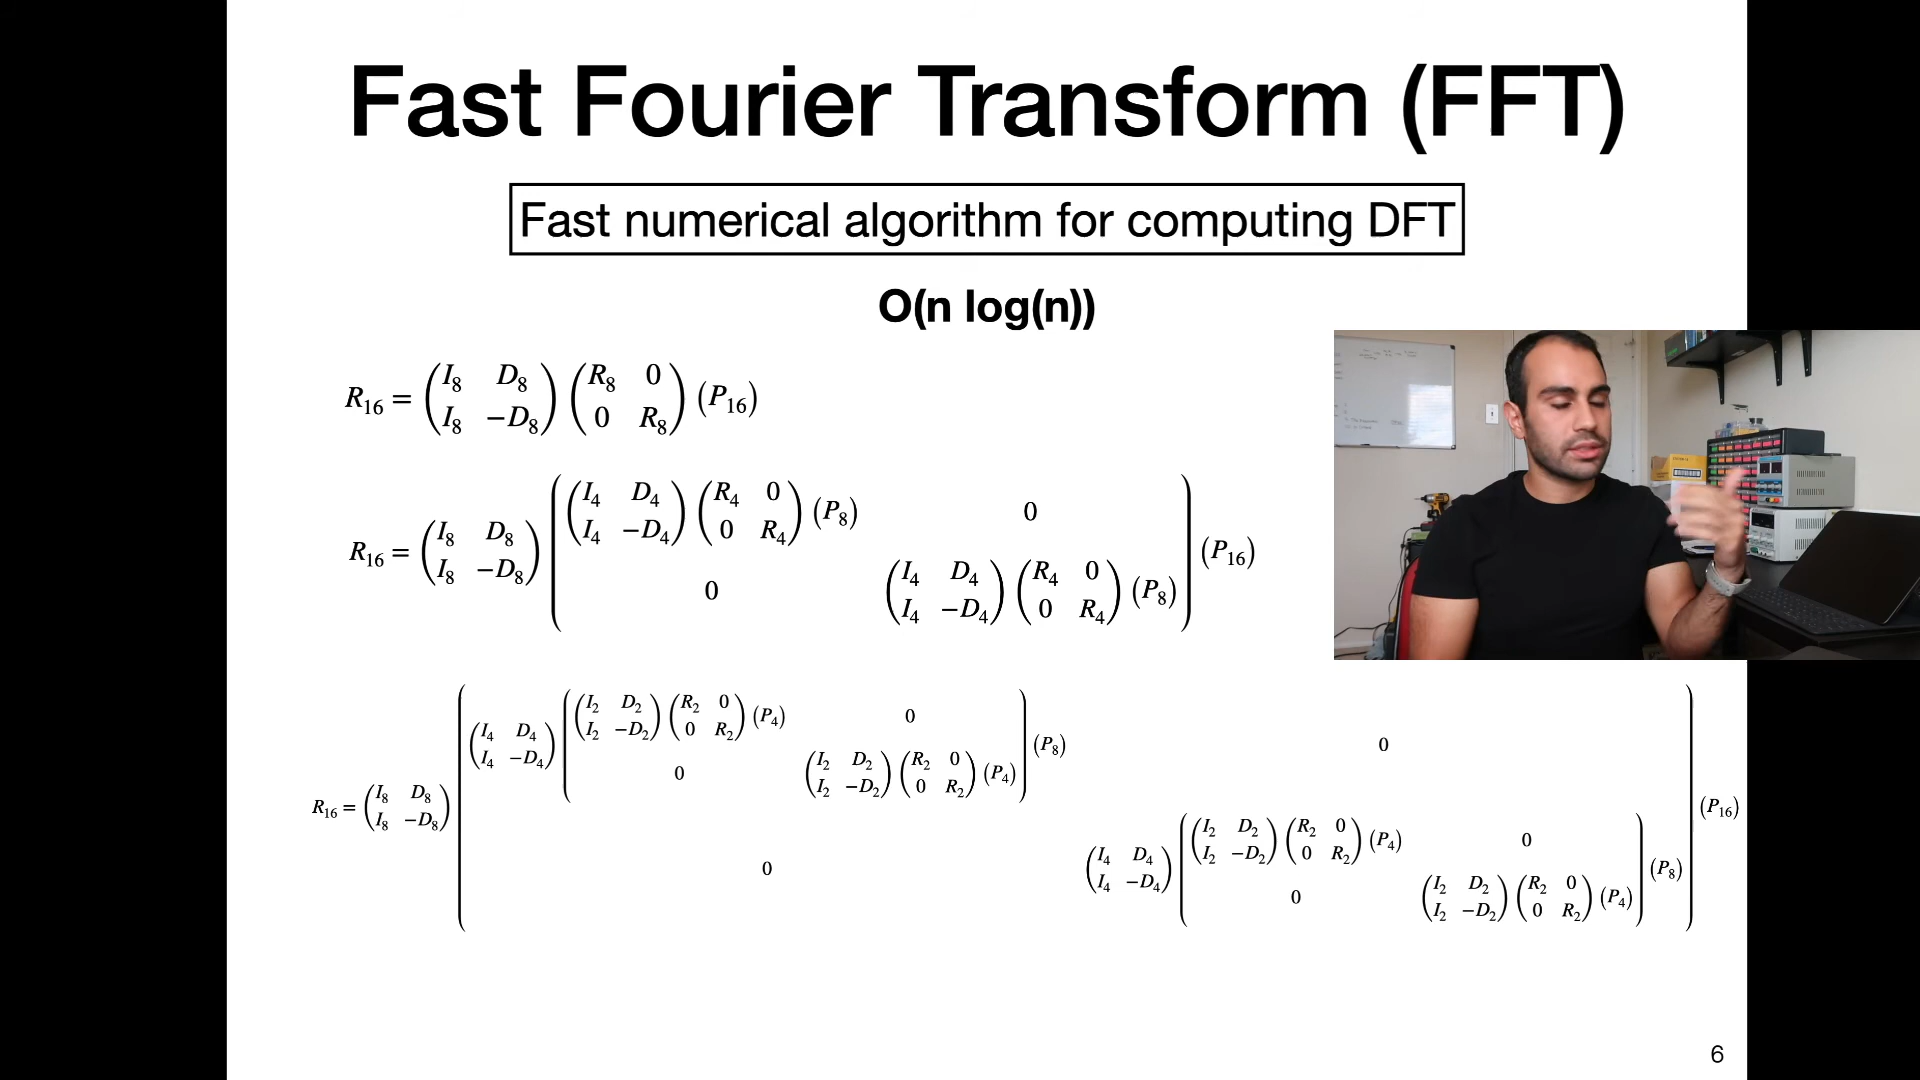 Fast Fourier Transform (FFT)
Fast numerical algorithm for computing DFT
O(n log(n))
R₁₆ = (I₈ D₈ ; I₈ −D₈) (R₈ 0 ; 0 R₈) (P₁₆)
R₁₆ = (I₈ D₈ ; I₈ −D₈) ( (I₄ D₄ ; I₄ −D₄) (R₄ 0 ; 0 R₄) (P₈) 0 ; 0 (I₄ D₄ ; I₄ −D₄) (R₄ 0 ; 0 R₄) (P₈) ) (P₁₆)
R₁₆ = (I₈ D₈ ; I₈ −D₈) ( (I₄ D₄ ; I₄ −D₄) ( (I₂ D₂ ; I₂ −D₂) (R₂ 0 ; 0 R₂) (P₄) 0 ; 0 (I₂ D₂ ; I₂ −D₂) (R₂ 0 ; 0 R₂) (P₄) ) (P₈) 0 ; 0 (I₄ D₄ ; I₄ −D₄) ( (I₂ D₂ ; I₂ −D₂) (R₂ 0 ; 0 R₂) (P₄) 0 ; 0 (I₂ D₂ ; I₂ −D₂) (R₂ 0 ; 0 R₂) (P₄) ) (P₈) ) (P₁₆)
6